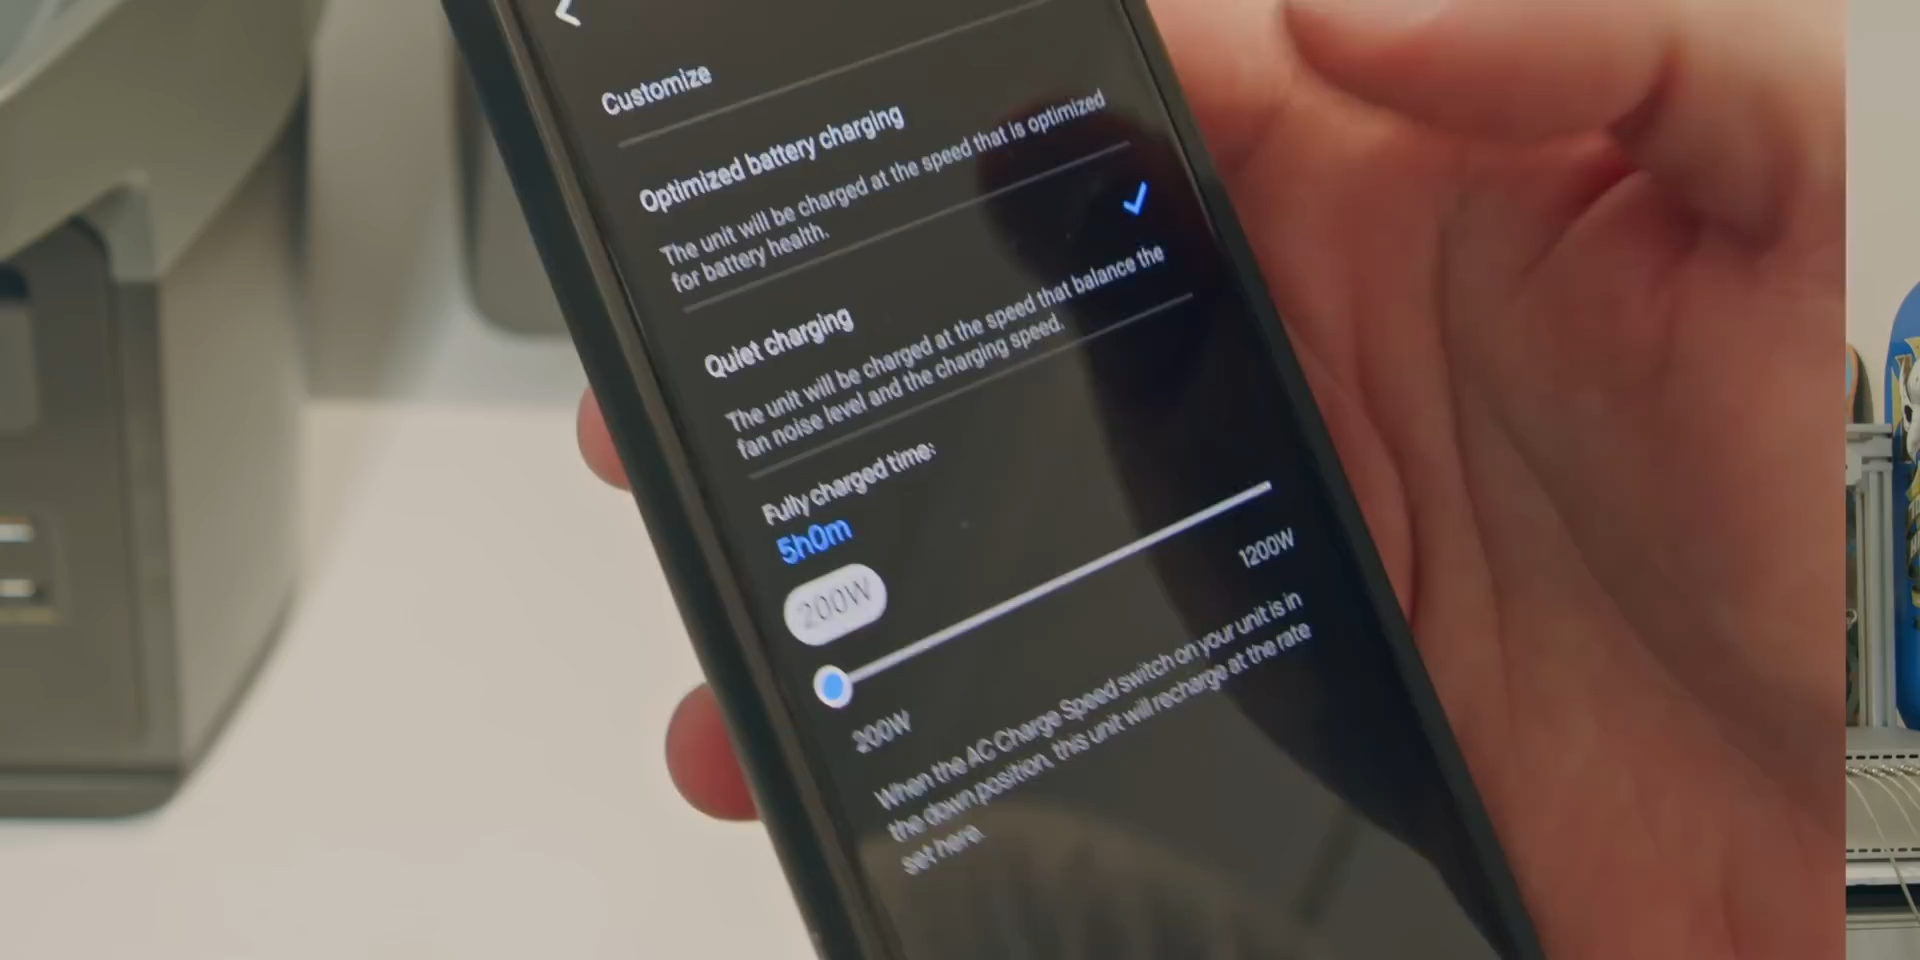 Customize
Optimized battery charging
The unit will be charged at the speed that is optimized
for battery health.
Quiet charging
The unit will be charged at the speed that balance the
fan noise level and the charging speed.
Fully charged time:
5h0m
200W
200W
1200W
When the AC Charge Speed switch on your unit is in
the down position, this unit will recharge at the rate
set here.